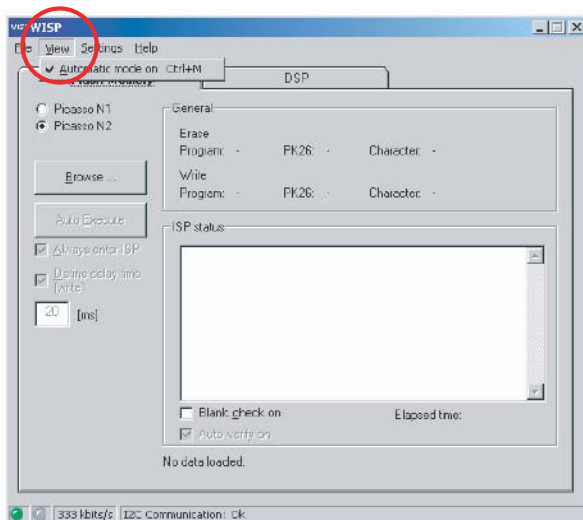 WISP
File View Settings Help
✓ Automatic mode on Ctrl+M
Flash Memory
DSP
Picasso N1
Picasso N2
Browse ...
Auto Execute
Always enter ISP
Define delay time
(write)
20 [ms]
General
Erase
Program: - PK26: - Character: -
Write
Program: - PK26: - Character: -
ISP status
Blank check on
Elapsed time:
Auto verify on
No data loaded.
333 kbits/s I2C Communication: Ok